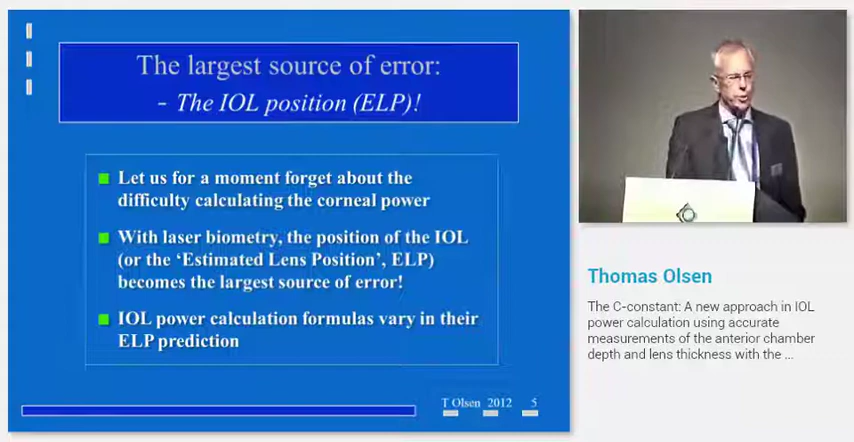 The largest source of error:
- The IOL position (ELP)!
Let us for a moment forget about the
difficulty calculating the corneal power
With laser biometry, the position of the IOL
(or the ‘Estimated Lens Position’, ELP)
becomes the largest source of error!
IOL power calculation formulas vary in their
ELP prediction
T Olsen 2012 5
Thomas Olsen
The C-constant: A new approach in IOL
power calculation using accurate
measurements of the anterior chamber
depth and lens thickness with the ...